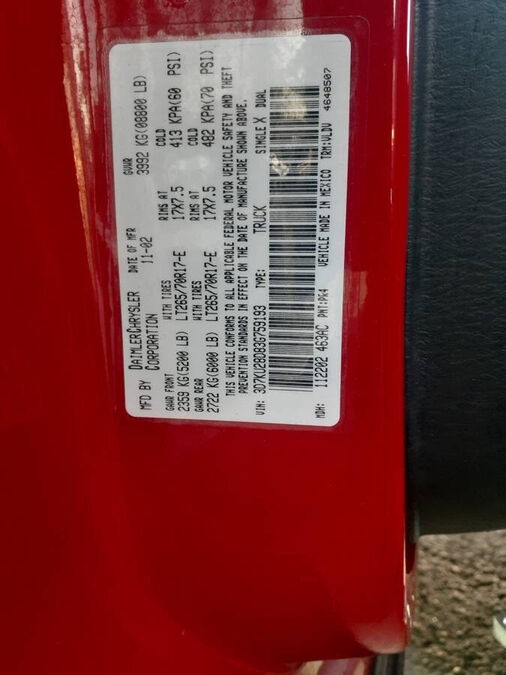 MFD BY DAIMLERCHRYSLER CORPORATION DATE OF MFR 11-02 GVWR 3992 KG(08800 LB)
GAWR FRONT WITH TIRES RIMS AT COLD
2359 KG(5200 LB) LT265/70R17-E 17X7.5 413 KPA(60 PSI)
GAWR REAR WITH TIRES RIMS AT COLD
2722 KG(6000 LB) LT265/70R17-E 17X7.5 482 KPA(70 PSI)
THIS VEHICLE CONFORMS TO ALL APPLICABLE FEDERAL MOTOR VEHICLE SAFETY AND THEFT
PREVENTION STANDARDS IN EFFECT ON THE DATE OF MANUFACTURE SHOWN ABOVE.
VIN: 3D7KU28D83G759193 TRUCK SINGLE X DUAL
MDH: 112202 4G3AC PNT:P64 VEHICLE MADE IN MEXICO TRM:VLDV 4648507